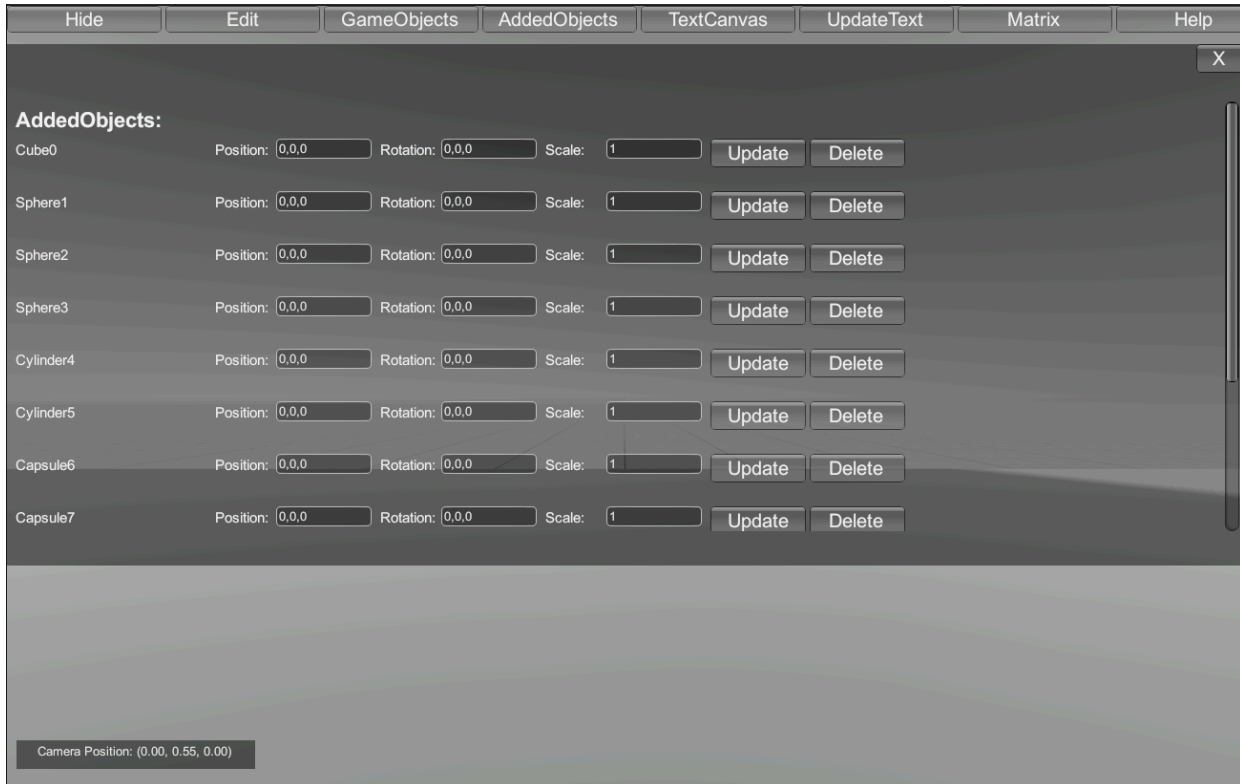 Hide Edit GameObjects AddedObjects TextCanvas UpdateText Matrix Help
X
AddedObjects:
Cube0 Position: 0,0,0 Rotation: 0,0,0 Scale: 1 Update Delete
Sphere1 Position: 0,0,0 Rotation: 0,0,0 Scale: 1 Update Delete
Sphere2 Position: 0,0,0 Rotation: 0,0,0 Scale: 1 Update Delete
Sphere3 Position: 0,0,0 Rotation: 0,0,0 Scale: 1 Update Delete
Cylinder4 Position: 0,0,0 Rotation: 0,0,0 Scale: 1 Update Delete
Cylinder5 Position: 0,0,0 Rotation: 0,0,0 Scale: 1 Update Delete
Capsule6 Position: 0,0,0 Rotation: 0,0,0 Scale: 1 Update Delete
Capsule7 Position: 0,0,0 Rotation: 0,0,0 Scale: 1 Update Delete
Camera Position: (0.00, 0.55, 0.00)